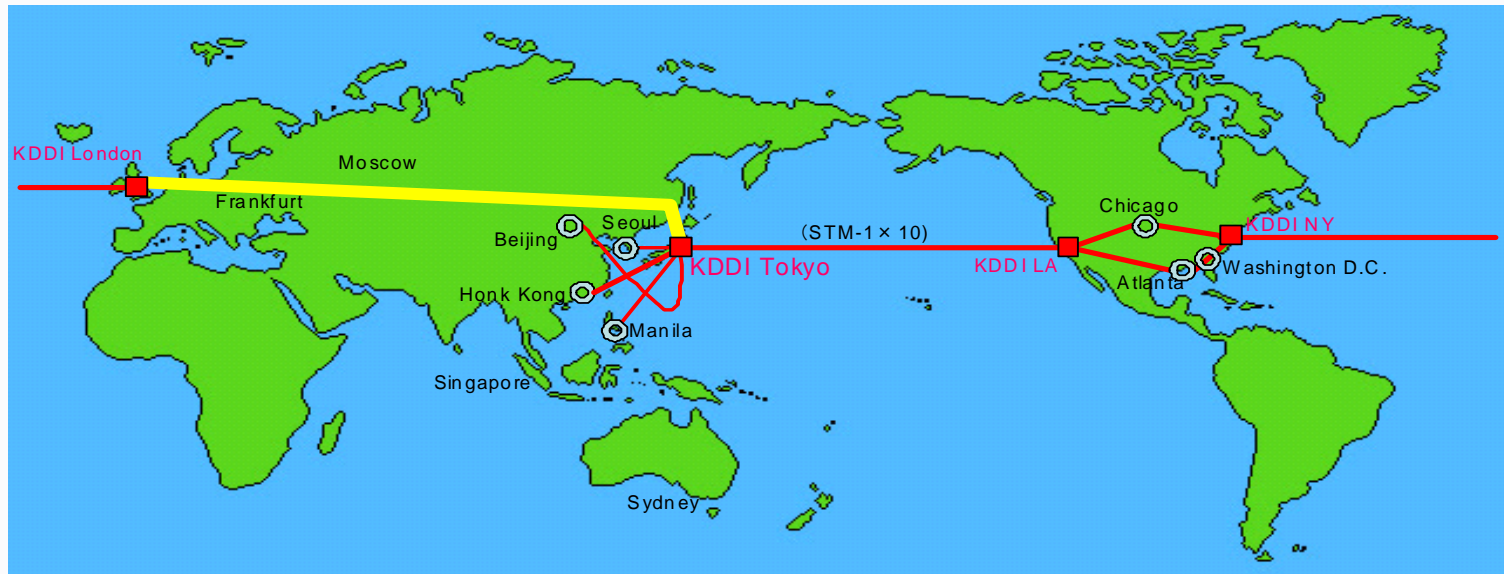 KDDI London
Moscow
Frankfurt
Beijing
Seoul
(STM-1 × 10)
KDDI Tokyo
Honk Kong
Manila
Singapore
Sydney
Chicago
KDDI NY
KDDI LA
Washington D.C.
Atlanta